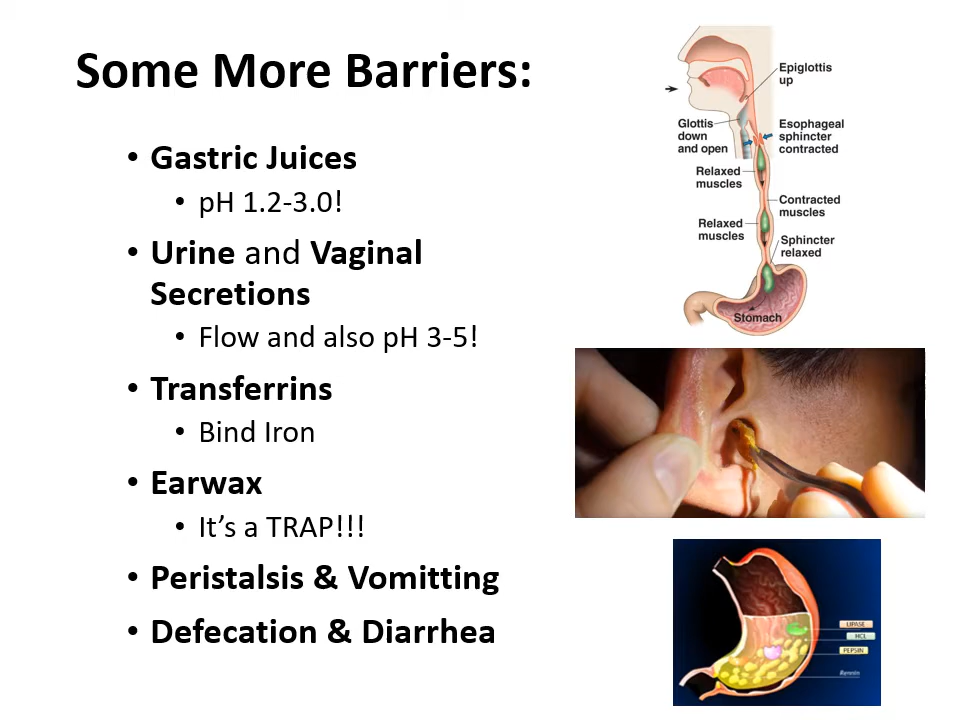 Some More Barriers:
• Gastric Juices
• pH 1.2-3.0!
• Urine and Vaginal
Secretions
• Flow and also pH 3-5!
• Transferrins
• Bind Iron
• Earwax
• It's a TRAP!!!
• Peristalsis & Vomitting
• Defecation & Diarrhea
Epiglottis
up
Glottis
down
and open
Esophageal
sphincter
contracted
Relaxed
muscles
Contracted
muscles
Relaxed
muscles
Sphincter
relaxed
Stomach
LIPASE
HCL
PEPSIN
Rennin